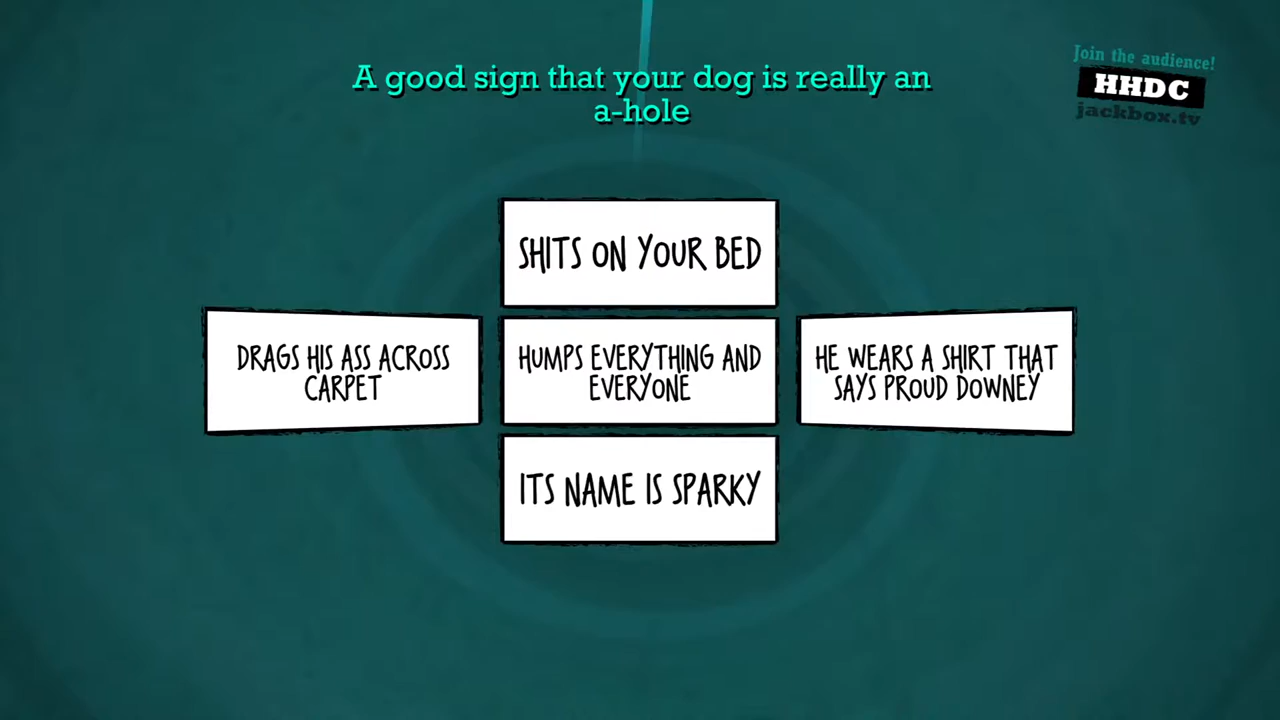 A good sign that your dog is really an
a-hole
Join the audience!
HHDC
jackbox.tv
SHITS ON YOUR BED
DRAGS HIS ASS ACROSS
CARPET
HUMPS EVERYTHING AND
EVERYONE
HE WEARS A SHIRT THAT
SAYS PROUD DOWNEY
ITS NAME IS SPARKY